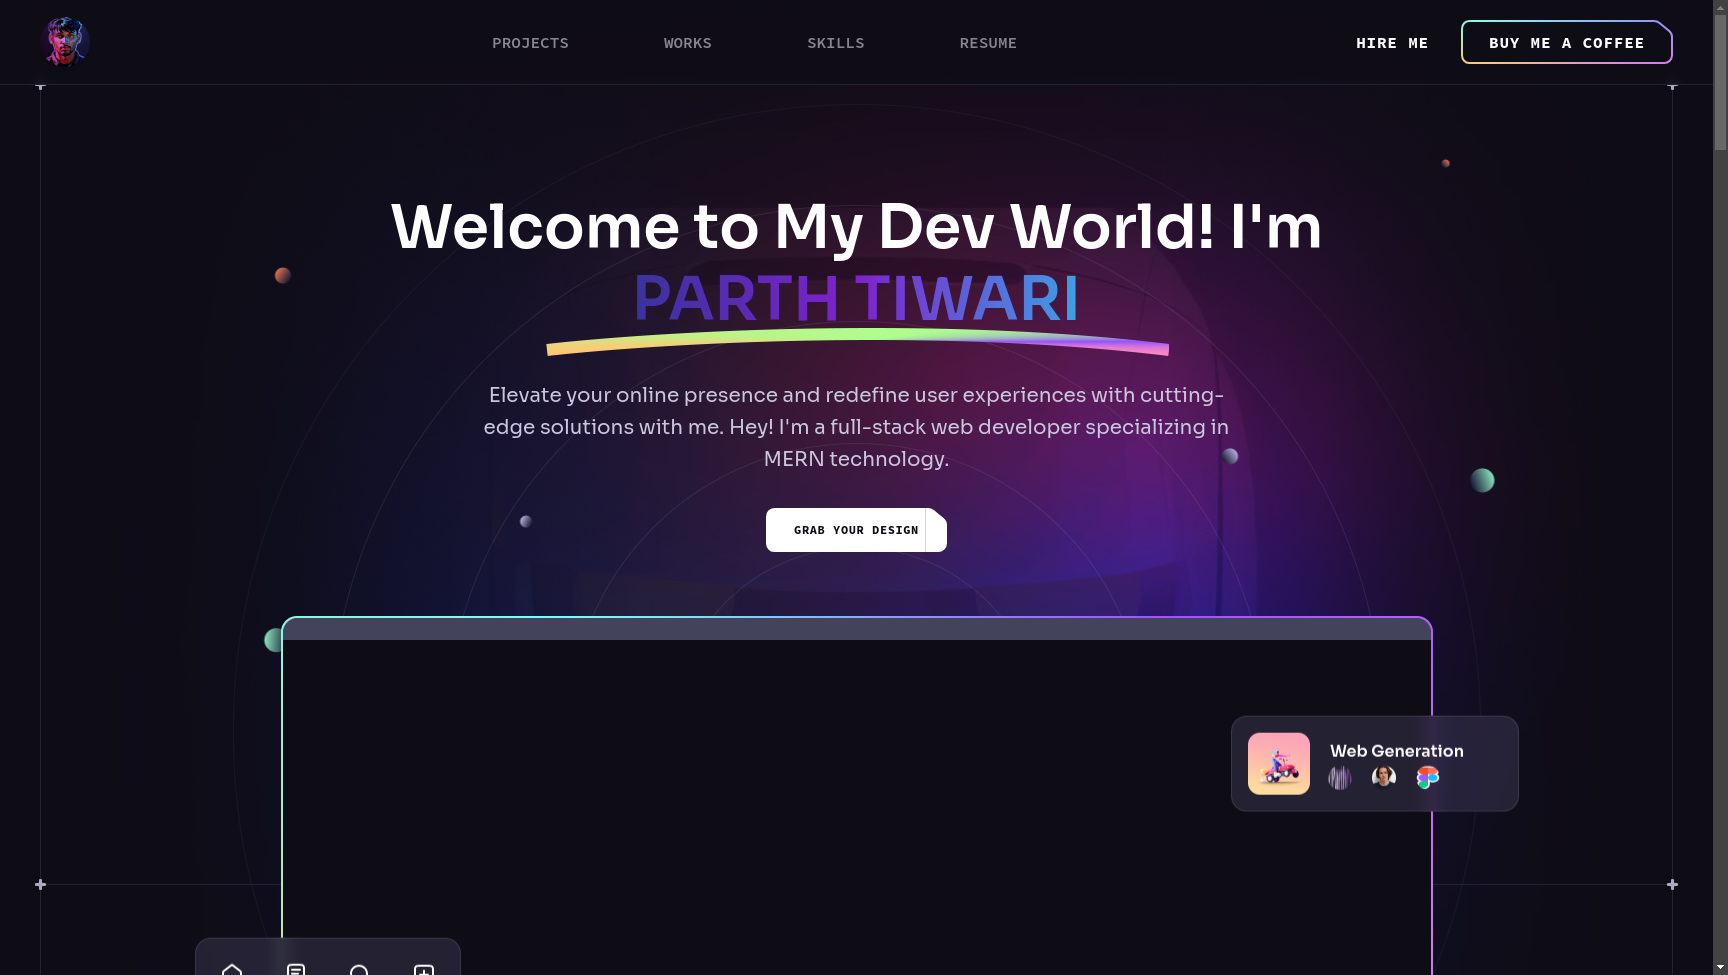 PROJECTS
WORKS
SKILLS
RESUME
HIRE ME
BUY ME A COFFEE
Welcome to My Dev World! I'm
PARTH TIWARI
Elevate your online presence and redefine user experiences with cutting-
edge solutions with me. Hey! I'm a full-stack web developer specializing in
MERN technology.
GRAB YOUR DESIGN
Web Generation